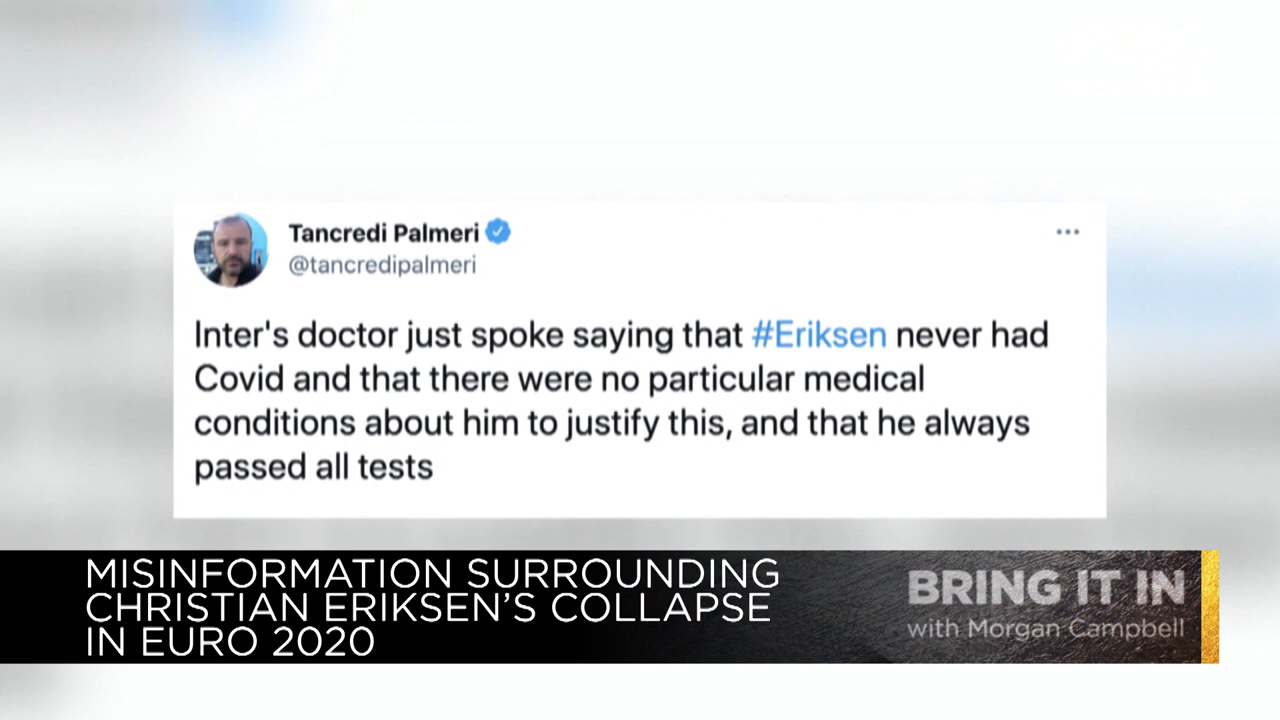 Tancredi Palmeri
@tancredipalmeri
Inter's doctor just spoke saying that #Eriksen never had
Covid and that there were no particular medical
conditions about him to justify this, and that he always
passed all tests
MISINFORMATION SURROUNDING
CHRISTIAN ERIKSEN'S COLLAPSE
IN EURO 2020
BRING IT IN
with Morgan Campbell